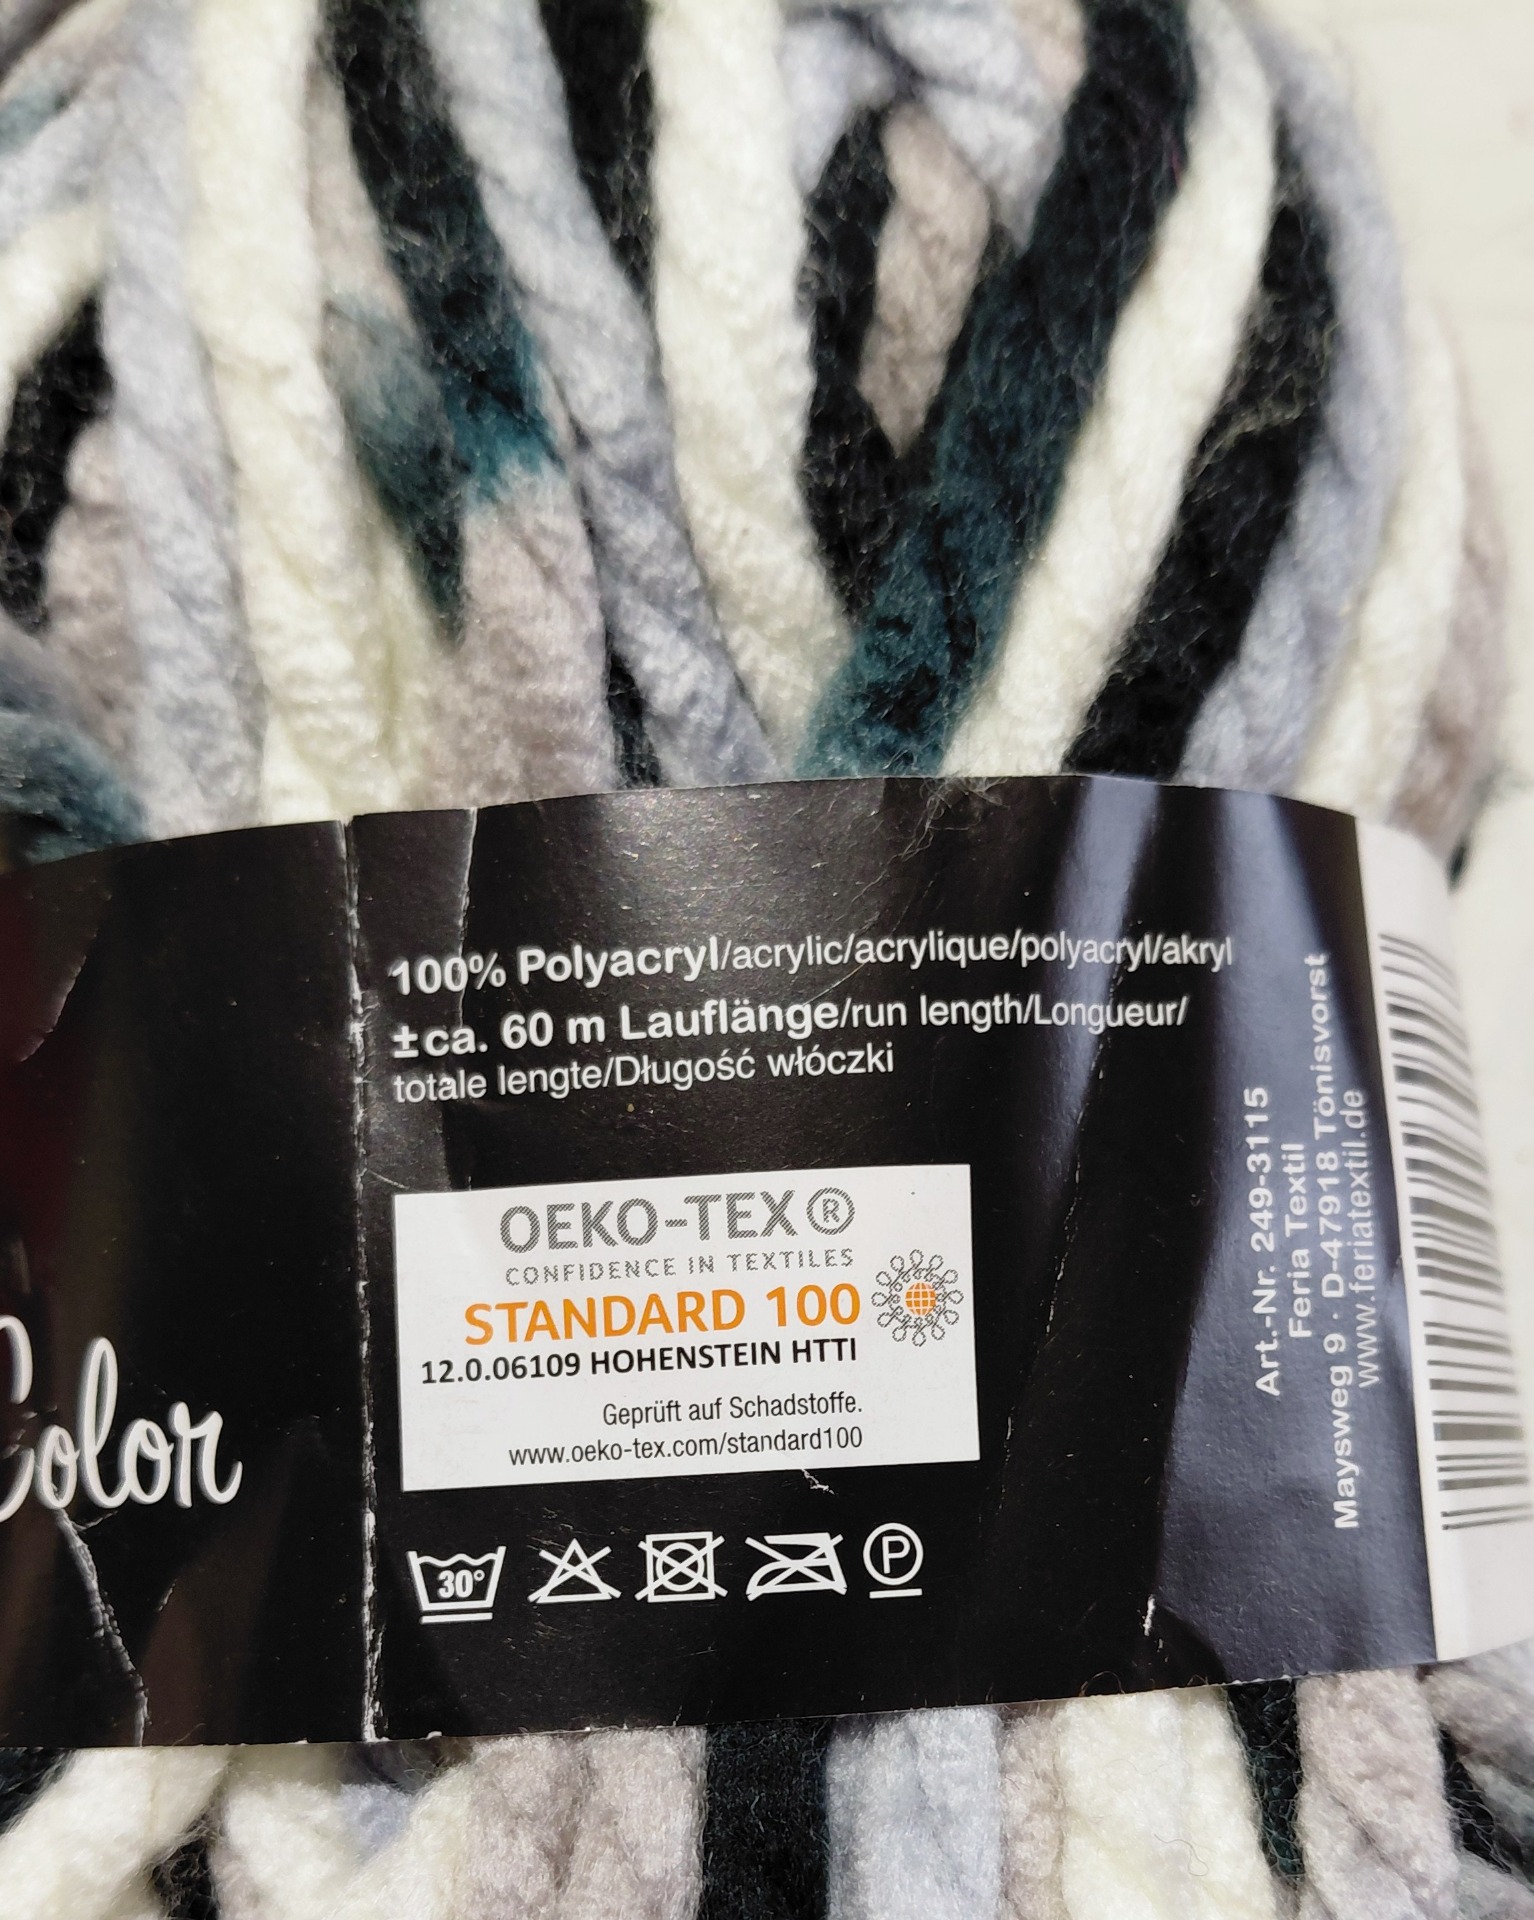 100% Polyacryl/acrylic/acrylique/polyacryl/akryl
±ca. 60 m Lauflänge/run length/Longueur/
totale lengte/Długość włóczki
OEKO-TEX®
CONFIDENCE IN TEXTILES
STANDARD 100
12.0.06109 HOHENSTEIN HTTI
Geprüft auf Schadstoffe.
www.oeko-tex.com/standard100
30°
P
Color
Art.-Nr. 249-3115
Feria Textil
Maysweg 9 · D-47918 Tönisvorst
www.feriatextil.de